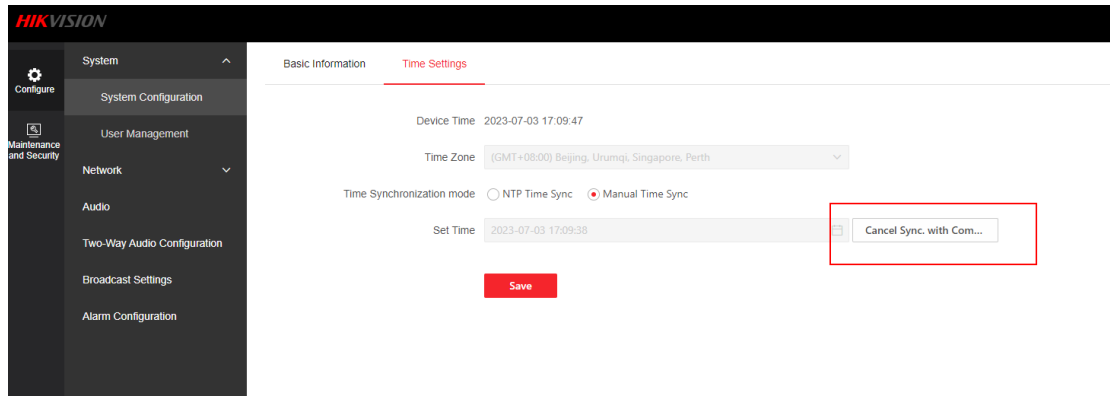 HIKVISION
Configure
Maintenance
and Security
System
System Configuration
User Management
Network
Audio
Two-Way Audio Configuration
Broadcast Settings
Alarm Configuration
Basic Information Time Settings
Device Time 2023-07-03 17:09:47
Time Zone (GMT+08:00) Beijing, Urumqi, Singapore, Perth
Time Synchronization mode NTP Time Sync Manual Time Sync
Set Time 2023-07-03 17:09:38 Cancel Sync. with Com...
Save